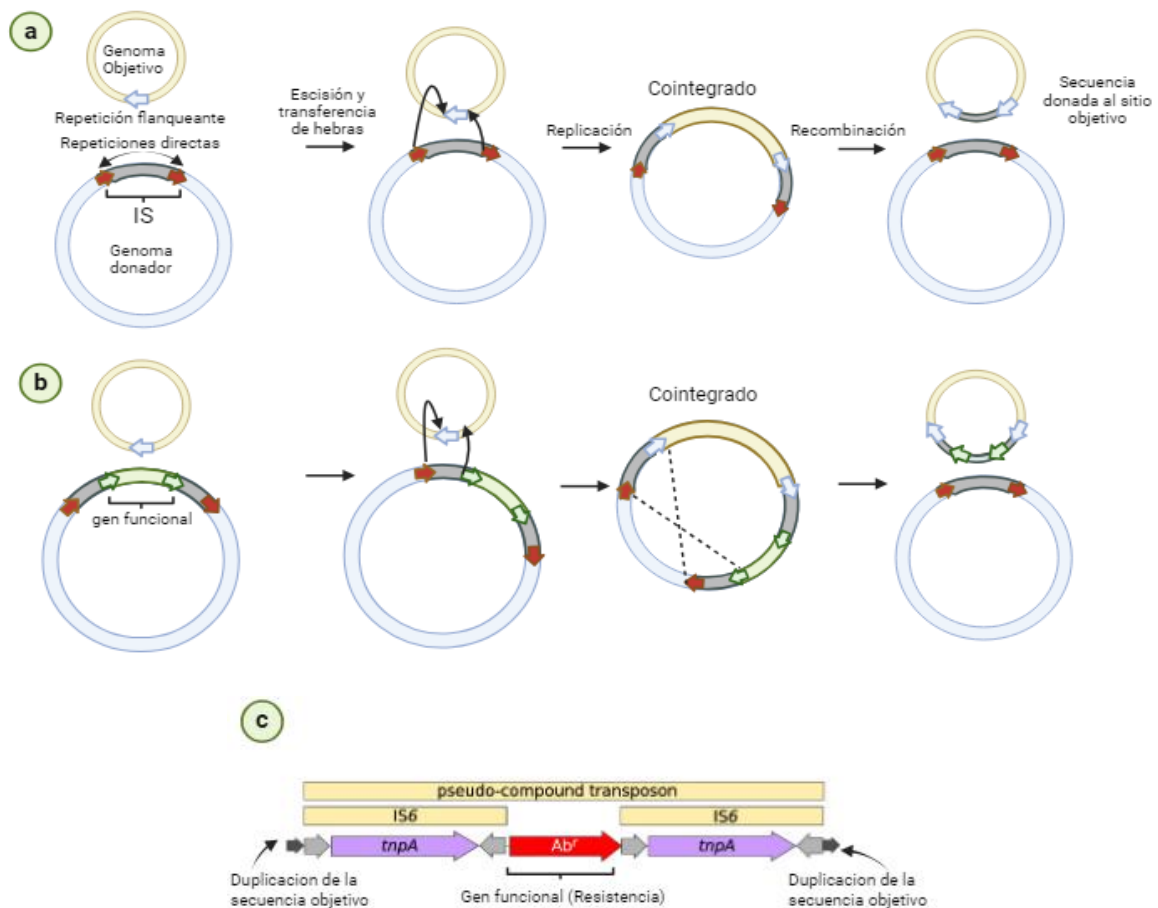 a
Genoma
Objetivo
Repetición flanqueante
Repeticiones directas
IS
Genoma
donador
Escisión y
transferencia
de hebras
Replicación
Cointegrado
Recombinación
Secuencia
donada al sitio
objetivo
b
gen funcional
Cointegrado
c
pseudo-compound transposon
IS6
IS6
tnpA
Abʳ
tnpA
Duplicacion de la
secuencia objetivo
Gen funcional (Resistencia)
Duplicacion de la
secuencia objetivo